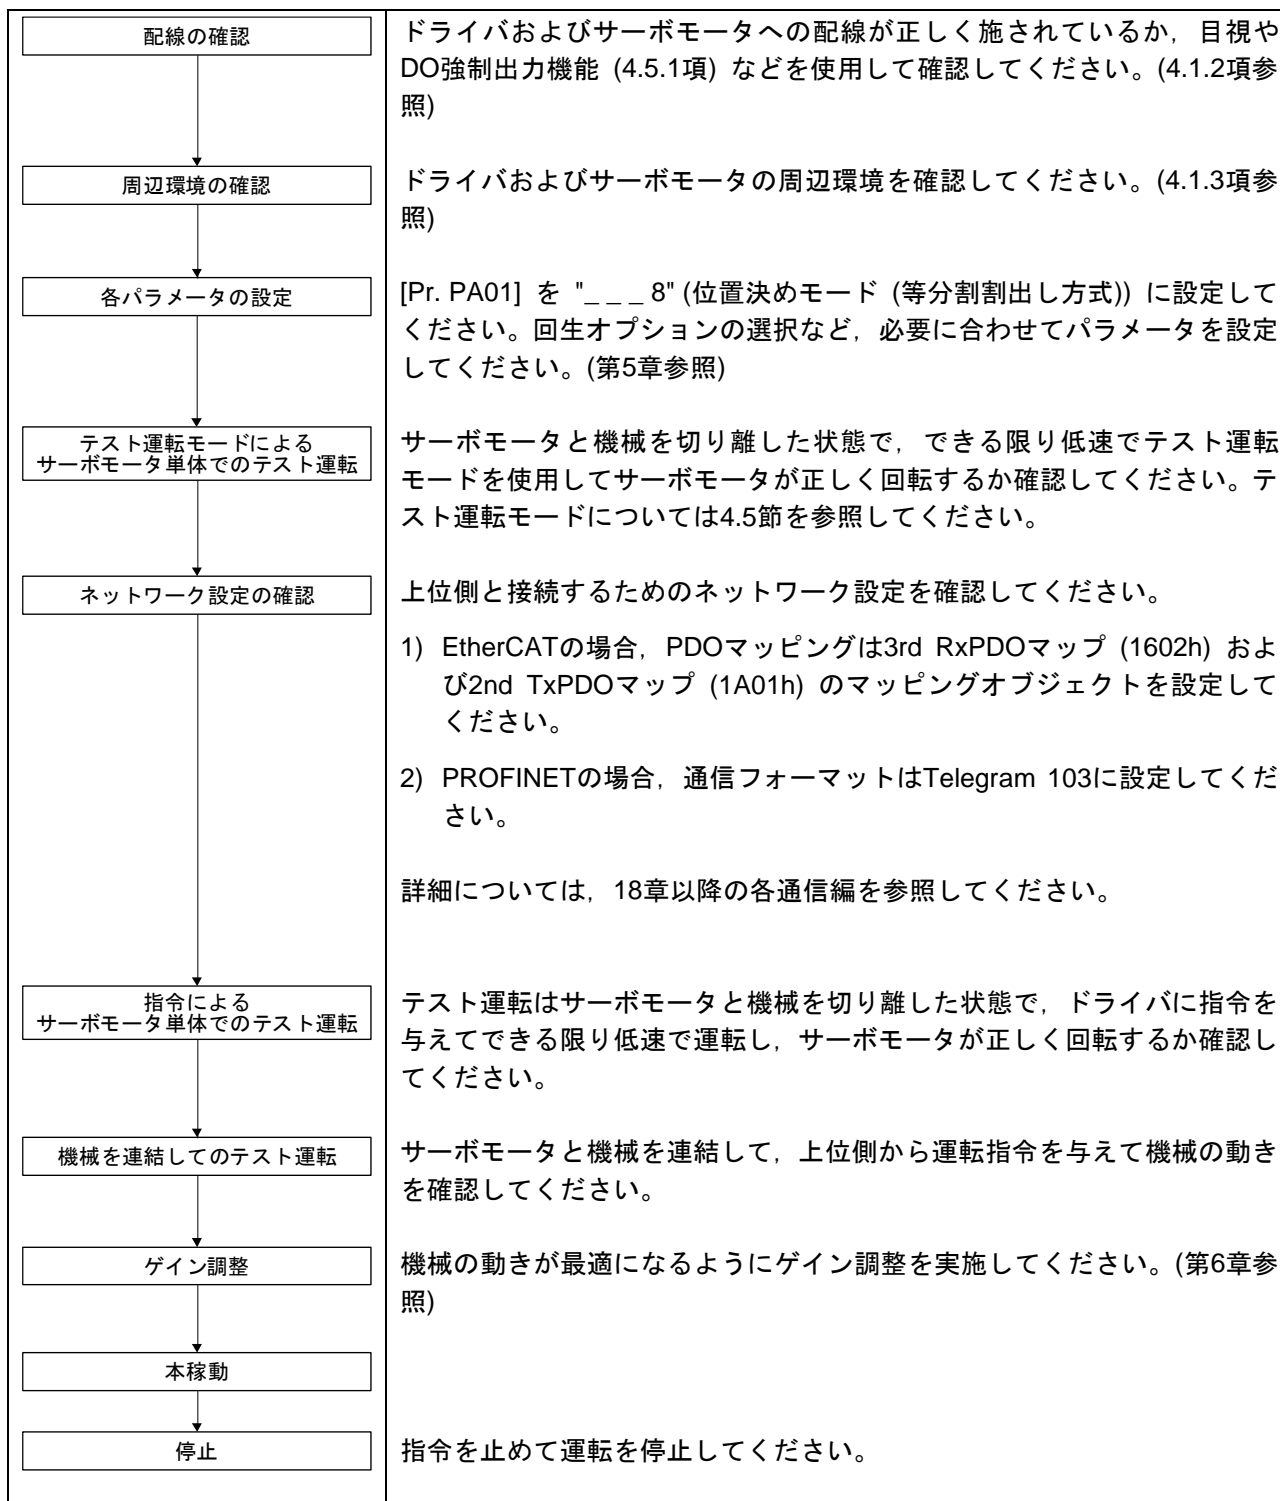 配線の確認
ドライバおよびサーボモータへの配線が正しく施されているか，目視や
DO強制出力機能 (4.5.1項) などを使用して確認してください。(4.1.2項参
照)
周辺環境の確認
ドライバおよびサーボモータの周辺環境を確認してください。(4.1.3項参
照)
各パラメータの設定
[Pr. PA01] を "_ _ _ 8" (位置決めモード (等分割割出し方式)) に設定して
ください。回生オプションの選択など，必要に合わせてパラメータを設定
してください。(第5章参照)
テスト運転モードによる
サーボモータ単体でのテスト運転
サーボモータと機械を切り離した状態で，できる限り低速でテスト運転
モードを使用してサーボモータが正しく回転するか確認してください。テ
スト運転モードについては4.5節を参照してください。
ネットワーク設定の確認
上位側と接続するためのネットワーク設定を確認してください。
1) EtherCATの場合，PDOマッピングは3rd RxPDOマップ (1602h) およ
び2nd TxPDOマップ (1A01h) のマッピングオブジェクトを設定して
ください。
2) PROFINETの場合，通信フォーマットはTelegram 103に設定してくだ
さい。
詳細については，18章以降の各通信編を参照してください。
指令による
サーボモータ単体でのテスト運転
テスト運転はサーボモータと機械を切り離した状態で，ドライバに指令を
与えてできる限り低速で運転し，サーボモータが正しく回転するか確認し
てください。
機械を連結してのテスト運転
サーボモータと機械を連結して，上位側から運転指令を与えて機械の動き
を確認してください。
ゲイン調整
機械の動きが最適になるようにゲイン調整を実施してください。(第6章参
照)
本稼動
停止
指令を止めて運転を停止してください。